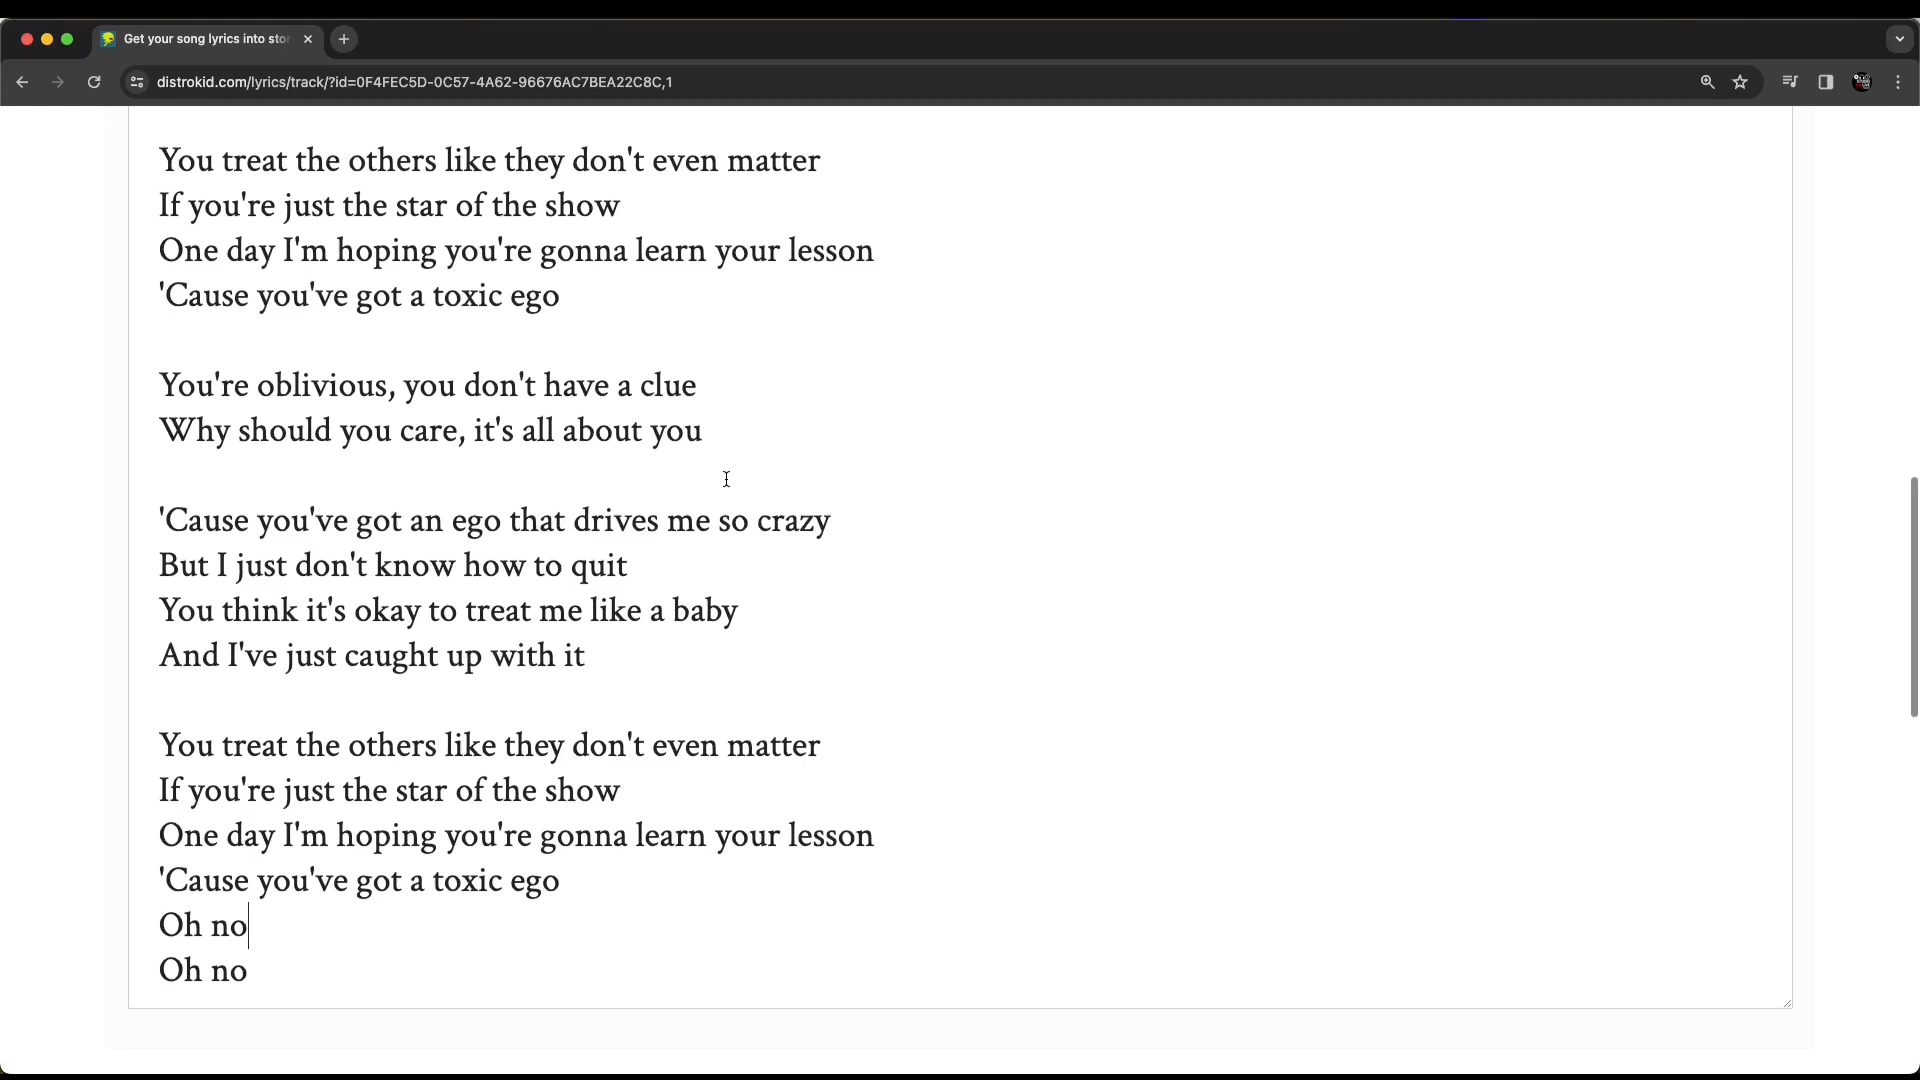 Get your song lyrics into sto
distrokid.com/lyrics/track/?id=0F4FEC5D-0C57-4A62-96676AC7BEA22C8C,1
You treat the others like they don't even matter
If you're just the star of the show
One day I'm hoping you're gonna learn your lesson
'Cause you've got a toxic ego
You're oblivious, you don't have a clue
Why should you care, it's all about you
'Cause you've got an ego that drives me so crazy
But I just don't know how to quit
You think it's okay to treat me like a baby
And I've just caught up with it
You treat the others like they don't even matter
If you're just the star of the show
One day I'm hoping you're gonna learn your lesson
'Cause you've got a toxic ego
Oh no
Oh no